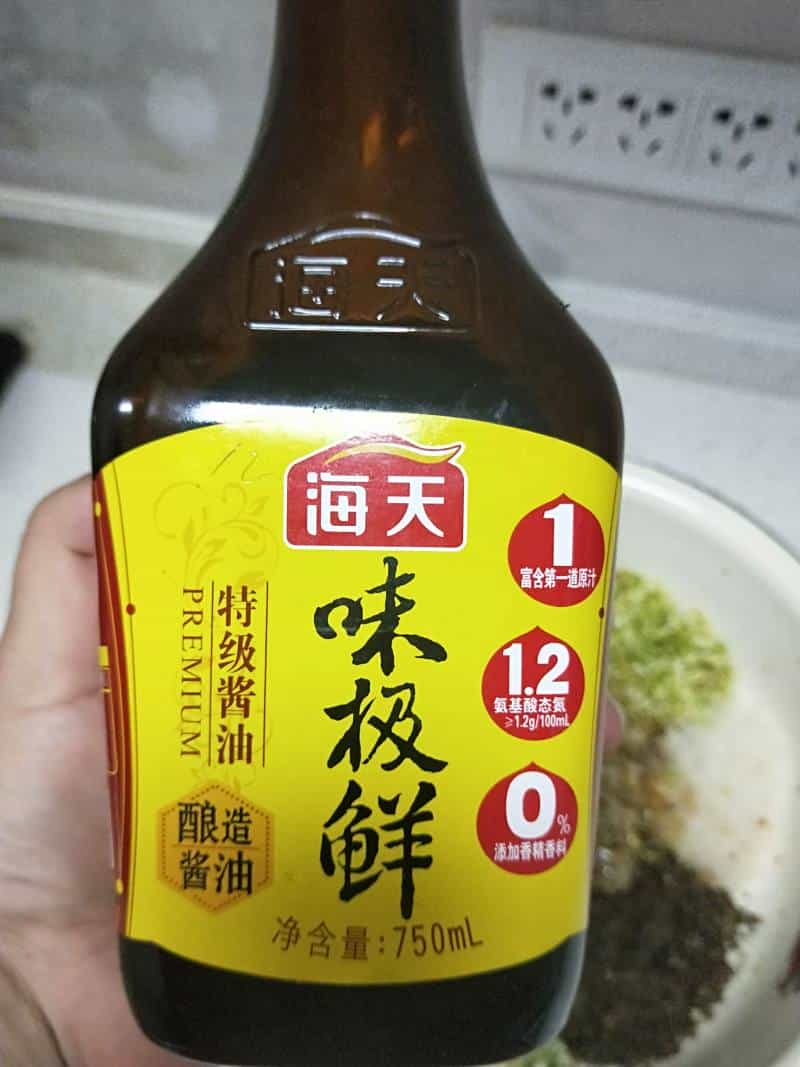 海天
海天
味极鲜
特级酱油
PREMIUM
酿造
酱油
1
富含第一道原汁
1.2
氨基酸态氮
≥1.2g/100mL
0%
添加香精香料
净含量:750mL